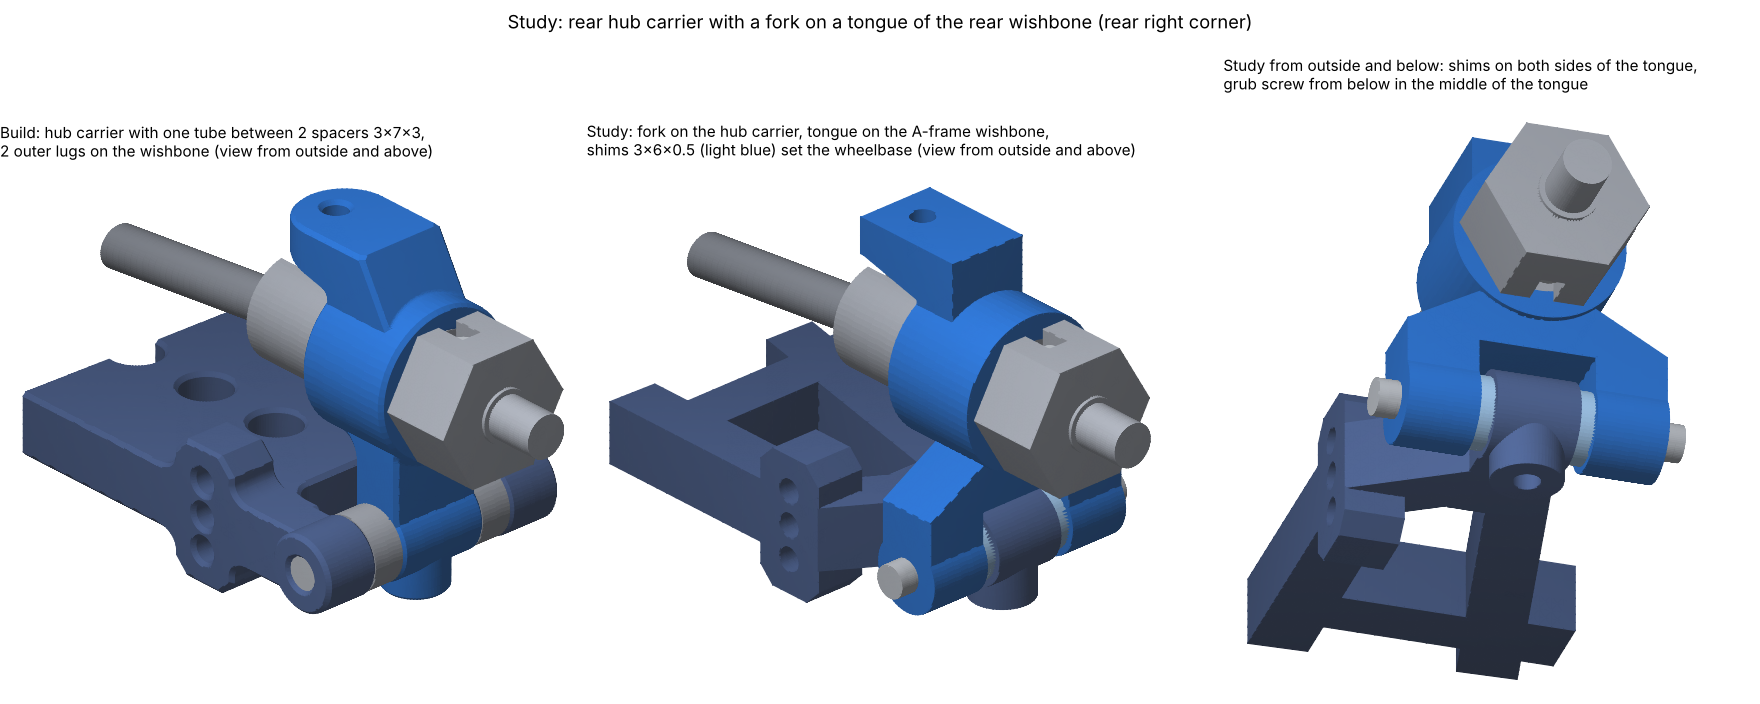 Study: rear hub carrier with a fork on a tongue of the rear wishbone (rear right corner)
Build: hub carrier with one tube between 2 spacers 3×7×3,
2 outer lugs on the wishbone (view from outside and above)
Study: fork on the hub carrier, tongue on the A-frame wishbone,
shims 3×6×0.5 (light blue) set the wheelbase (view from outside and above)
Study from outside and below: shims on both sides of the tongue,
grub screw from below in the middle of the tongue